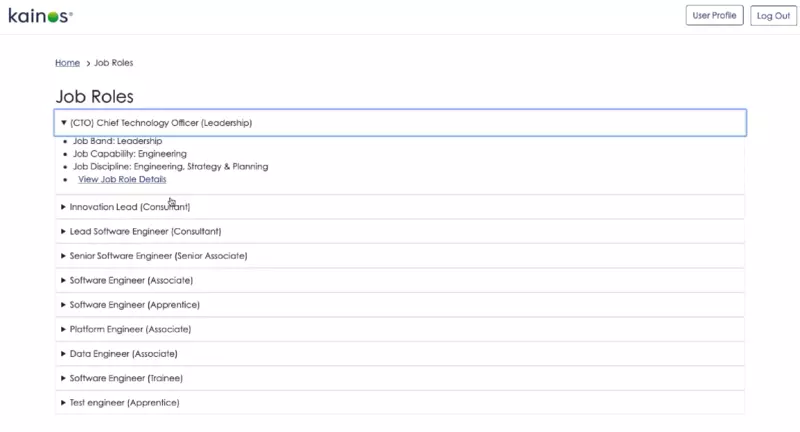 kainos
User Profile
Log Out
Home > Job Roles
Job Roles
(CTO) Chief Technology Officer (Leadership)
Job Band: Leadership
Job Capability: Engineering
Job Discipline: Engineering, Strategy & Planning
View Job Role Details
Innovation Lead (Consultant)
Lead Software Engineer (Consultant)
Senior Software Engineer (Senior Associate)
Software Engineer (Associate)
Software Engineer (Apprentice)
Platform Engineer (Associate)
Data Engineer (Associate)
Software Engineer (Trainee)
Test engineer (Apprentice)